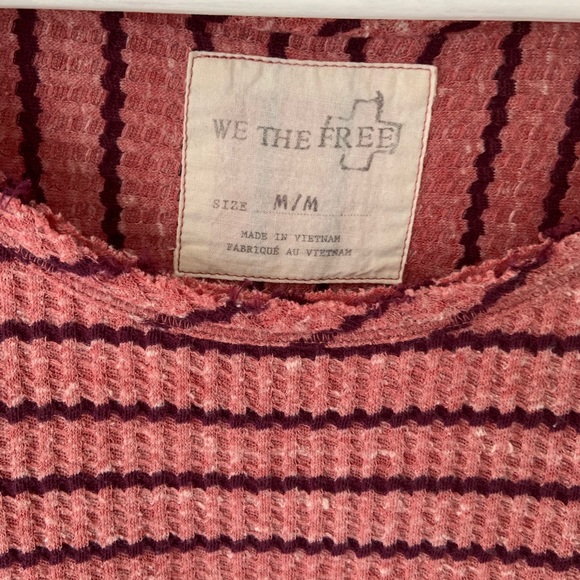 WE THE FREE
SIZE M/M
MADE IN VIETNAM
FABRIQUÉ AU VIETNAM